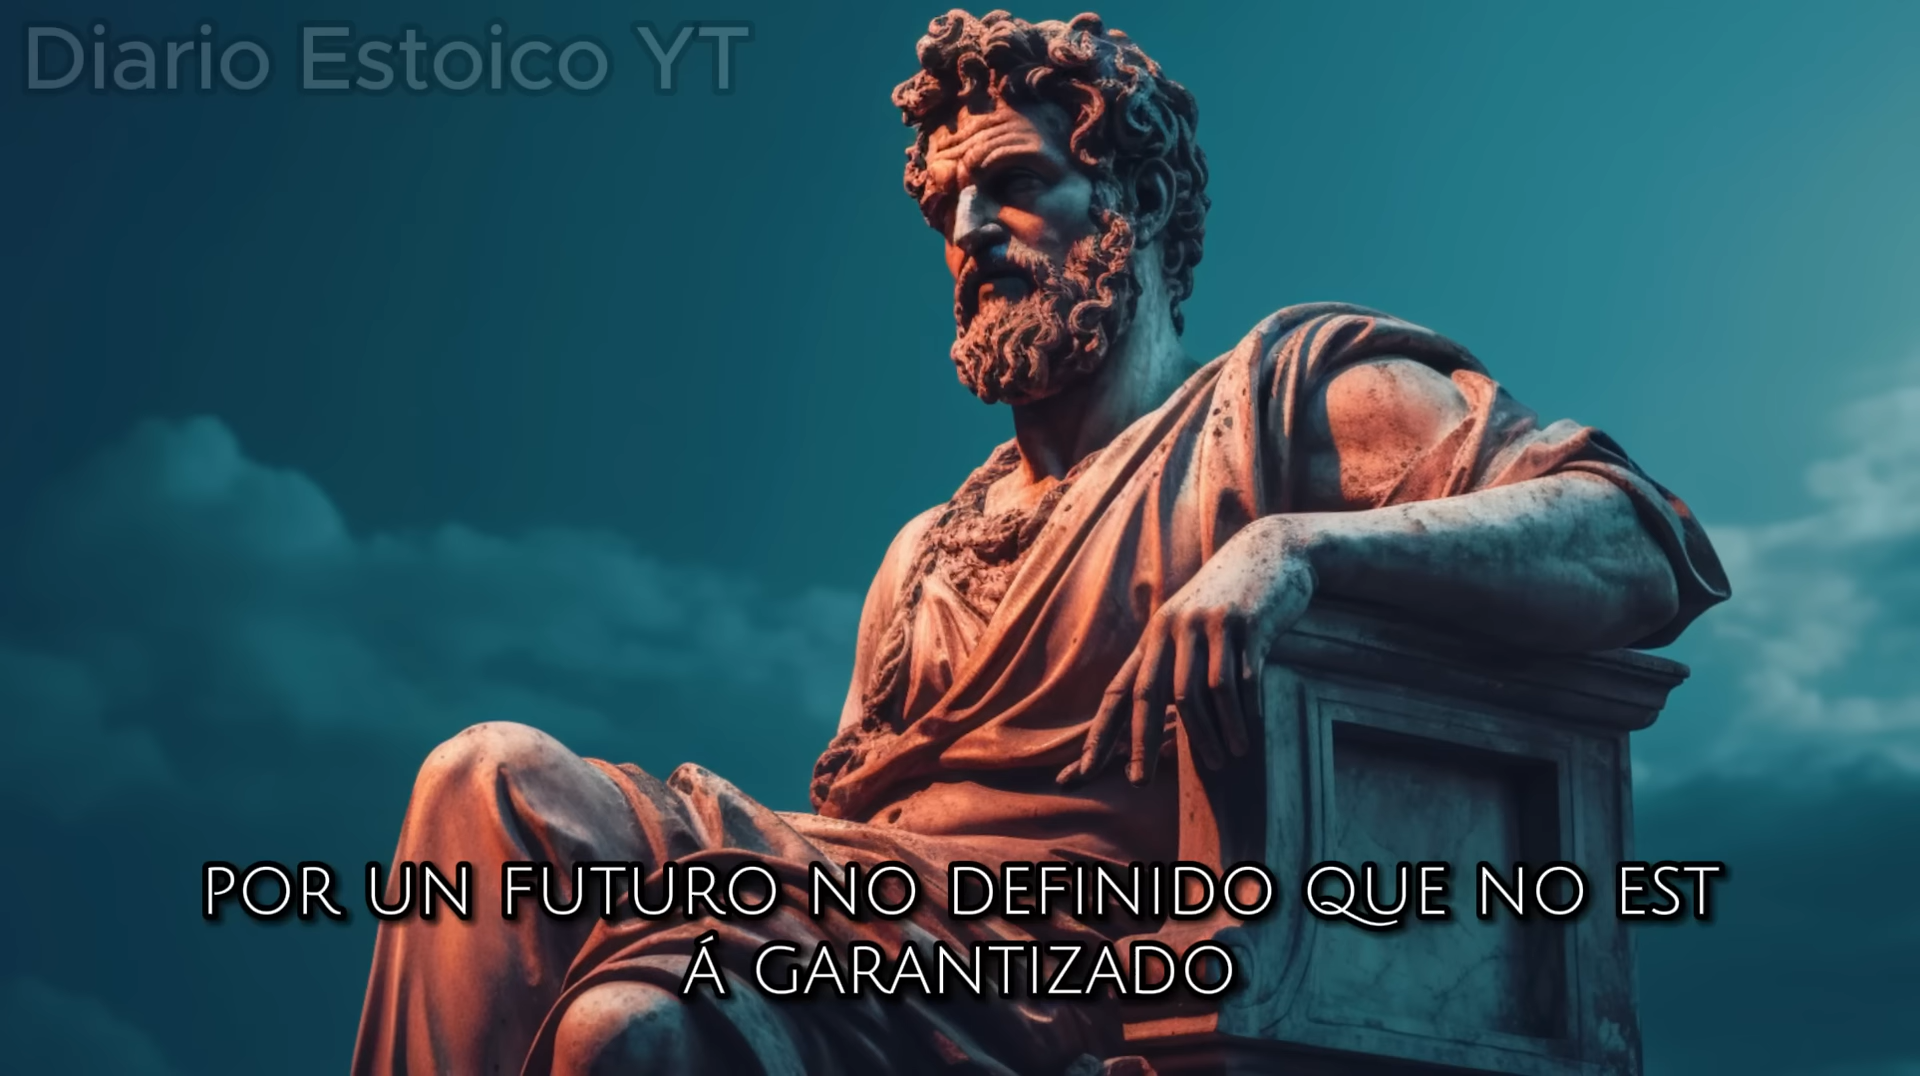 Diario Estoico YT
POR UN FUTURO NO DEFINIDO QUE NO EST
Á GARANTIZADO